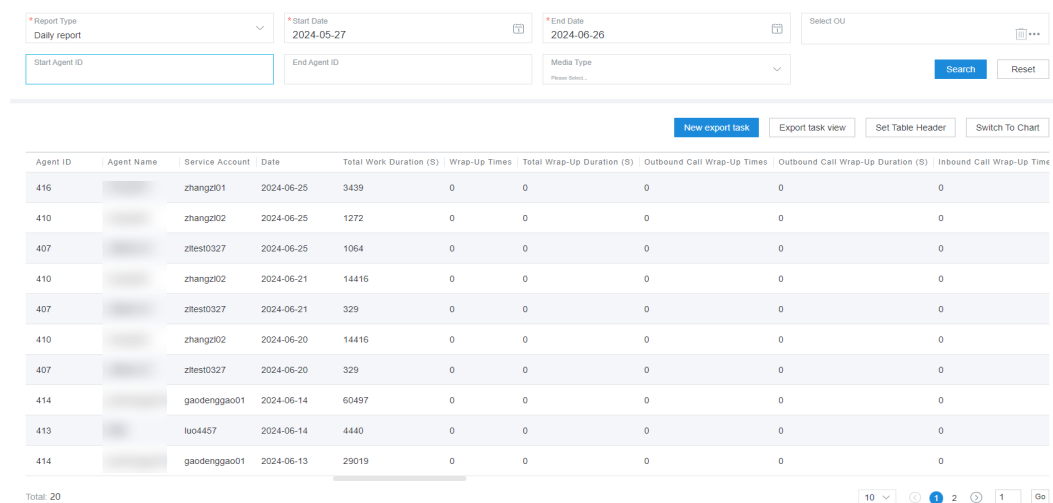 * Report Type
Daily report
* Start Date
2024-05-27
* End Date
2024-06-26
Select OU
Start Agent ID
End Agent ID
Media Type
Please Select...
Search
Reset
New export task
Export task view
Set Table Header
Switch To Chart
Agent ID Agent Name Service Account Date Total Work Duration (S) Wrap-Up Times Total Wrap-Up Duration (S) Outbound Call Wrap-Up Times Outbound Call Wrap-Up Duration (S) Inbound Call Wrap-Up Time
416 zhangzl01 2024-06-25 3439 0 0 0 0 0
410 zhangzl02 2024-06-25 1272 0 0 0 0 0
407 zltest0327 2024-06-25 1064 0 0 0 0 0
410 zhangzl02 2024-06-21 14416 0 0 0 0 0
407 zltest0327 2024-06-21 329 0 0 0 0 0
410 zhangzl02 2024-06-20 14416 0 0 0 0 0
407 zltest0327 2024-06-20 329 0 0 0 0 0
414 gaodenggao01 2024-06-14 60497 0 0 0 0 0
413 luo4457 2024-06-14 4440 0 0 0 0 0
414 gaodenggao01 2024-06-13 29019 0 0 0 0 0
Total: 20
10 1 2 1 Go